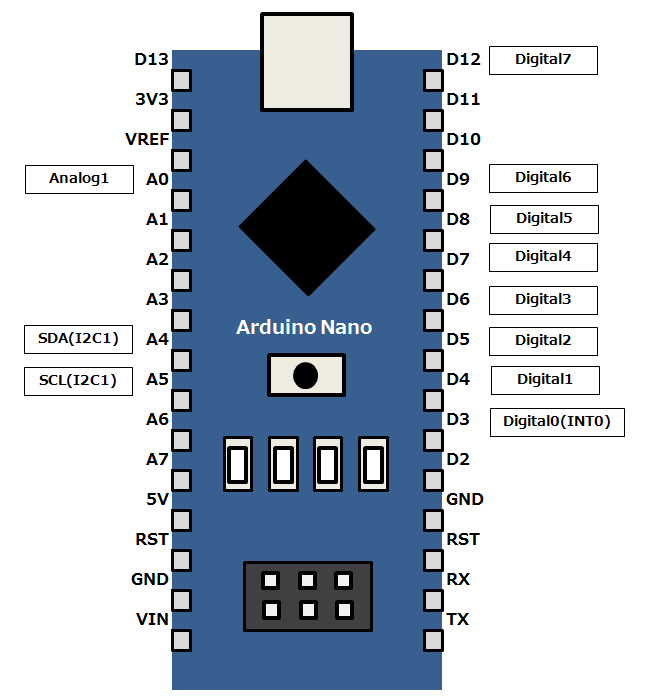 D13 D12 Digital7
3V3 D11
VREF D10
Analog1 A0 D9 Digital6
A1 D8 Digital5
A2 D7 Digital4
A3 D6 Digital3
Arduino Nano
SDA(I2C1) A4 D5 Digital2
SCL(I2C1) A5 D4 Digital1
A6 D3 Digital0(INT0)
A7 D2
5V GND
RST RST
GND RX
VIN TX